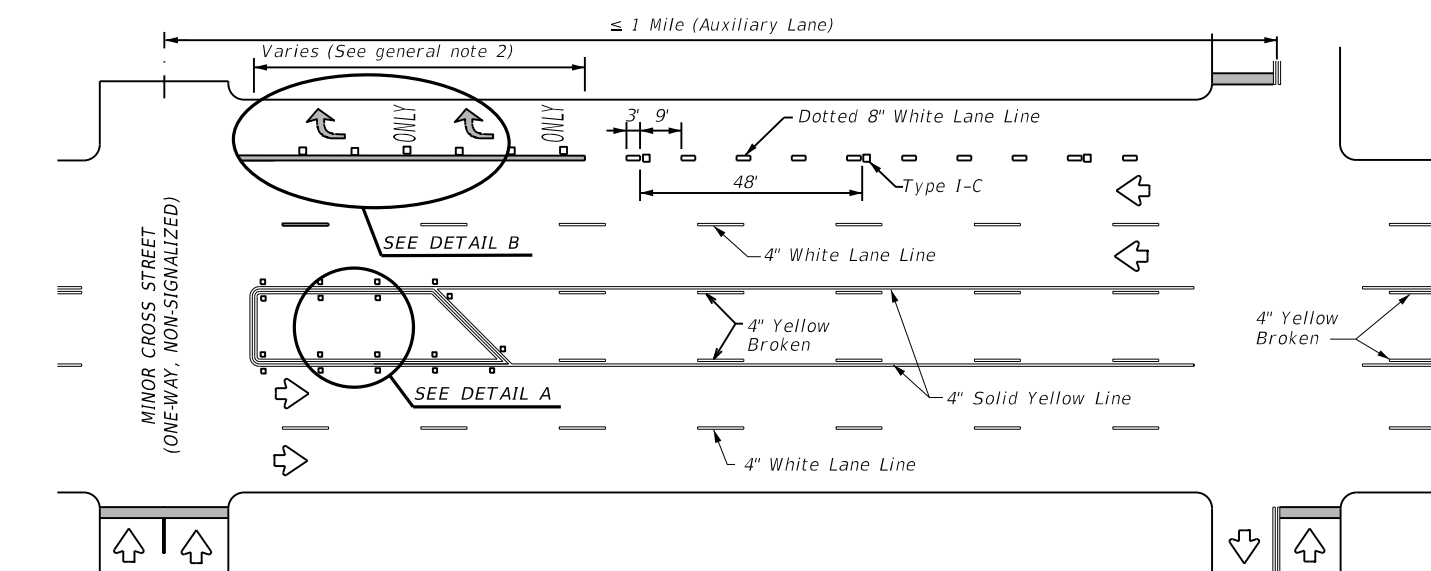 ≤ 1 Mile (Auxiliary Lane)
Varies (See general note 2)
ONLY
ONLY
3'
9'
Dotted 8" White Lane Line
48'
Type I-C
SEE DETAIL B
4" White Lane Line
MINOR CROSS STREET
(ONE-WAY, NON-SIGNALIZED)
4" Yellow
Broken
4" Yellow
Broken
SEE DETAIL A
4" Solid Yellow Line
4" White Lane Line